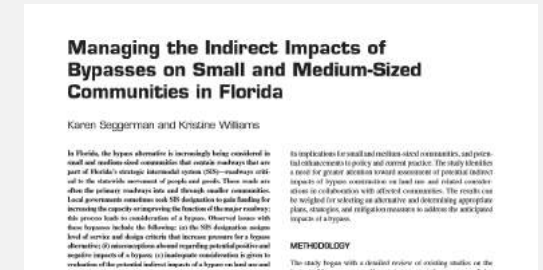 Managing the Indirect Impacts of
Bypasses on Small and Medium-Sized
Communities in Florida
Karen Seggerman and Kristine Williams
In Florida, the bypass alternative is increasingly being considered in
small and medium-sized communities that contain roadways that are
part of Florida's strategic intermodal system (SIS)—roadways criti-
cal to the statewide movement of people and goods. These roads are
often the primary roadways into and through smaller communities.
Local governments sometimes seek SIS designation to gain funding for
increasing the capacity or improving the function of the major roadway;
this process leads to consideration of a bypass. Observed issues with
these bypasses include the following: (a) the SIS designation assigns
level of service and design criteria that increase pressure for a bypass
alternative; (b) misconceptions abound regarding potential positive and
negative impacts of a bypass; (c) inadequate consideration is given to
evaluation of the potential indirect impacts of a bypass on land use and
its implications for small and medium-sized communities, and poten-
tial enhancements to policy and current practice. The study identifies
a need for greater attention toward assessment of potential indirect
impacts of bypass construction on land use and related consider-
ations in collaboration with affected communities. The results can
be weighed for selecting an alternative and determining appropriate
plans, strategies, and mitigation measures to address the anticipated
impacts of a bypass.
METHODOLOGY
The study began with a detailed review of existing studies on the